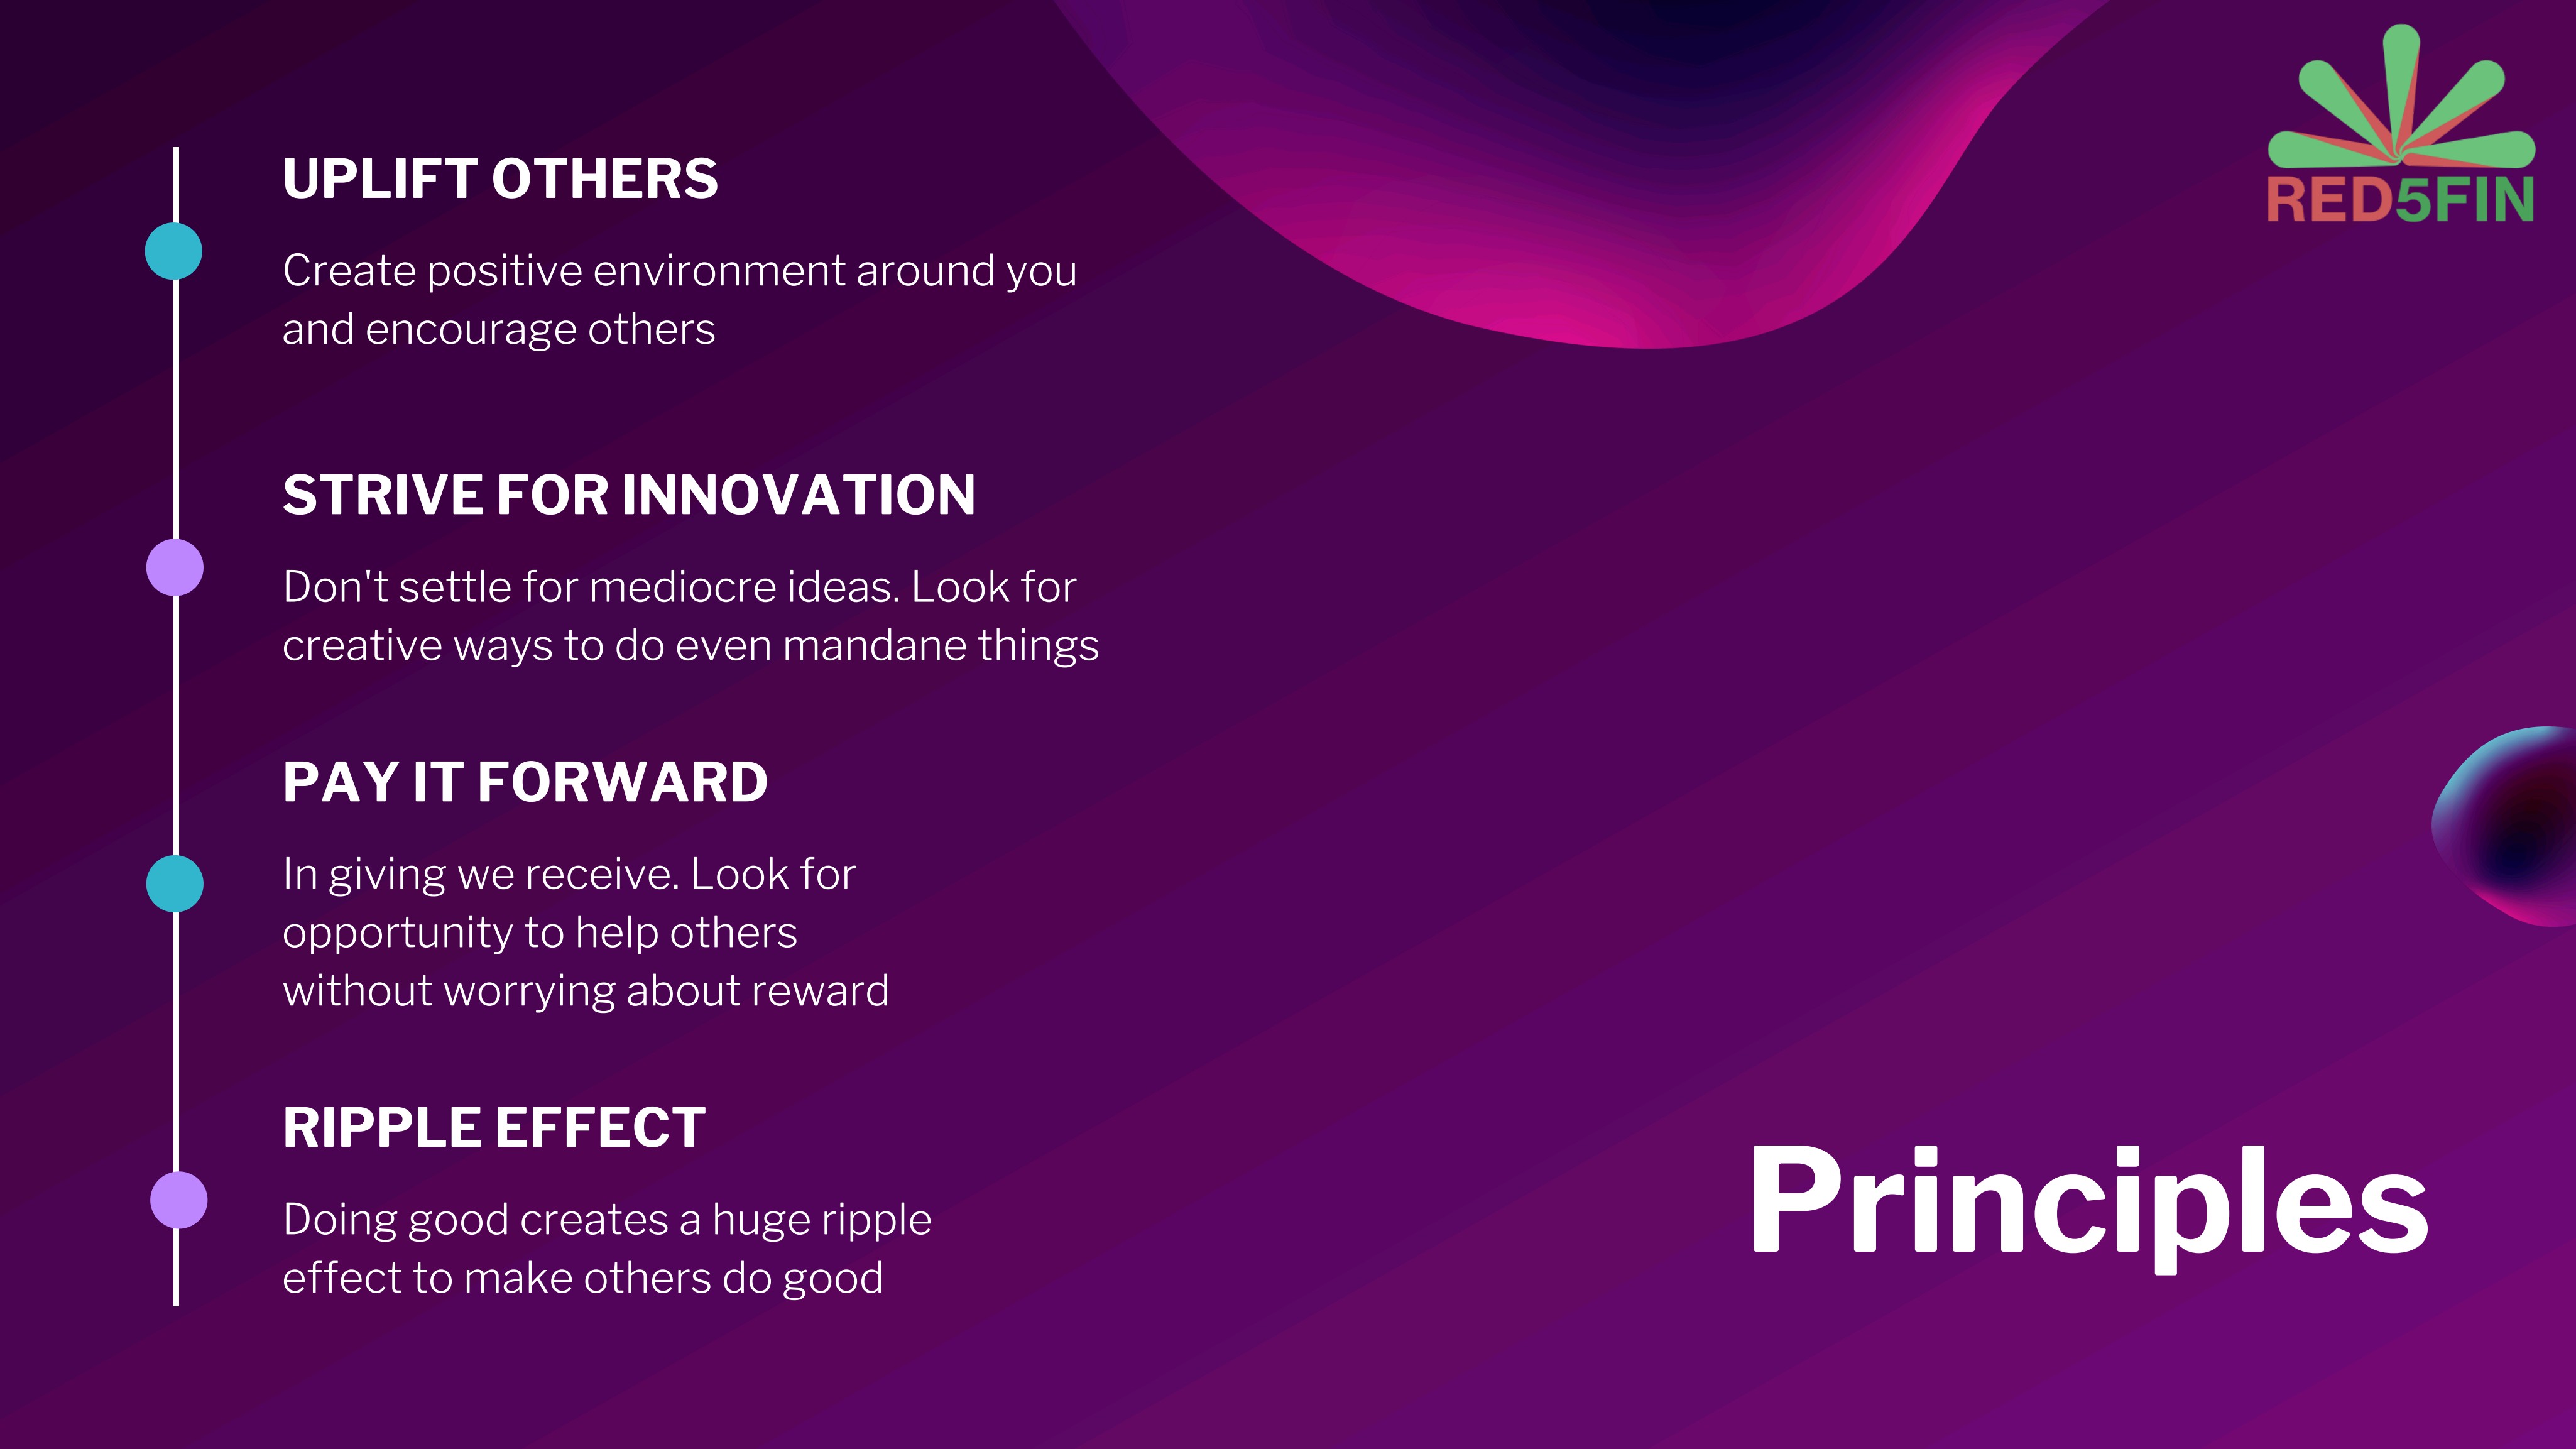 RED5FIN
UPLIFT OTHERS
Create positive environment around you
and encourage others
STRIVE FOR INNOVATION
Don't settle for mediocre ideas. Look for
creative ways to do even mandane things
PAY IT FORWARD
In giving we receive. Look for
opportunity to help others
without worrying about reward
RIPPLE EFFECT
Doing good creates a huge ripple
effect to make others do good
Principles